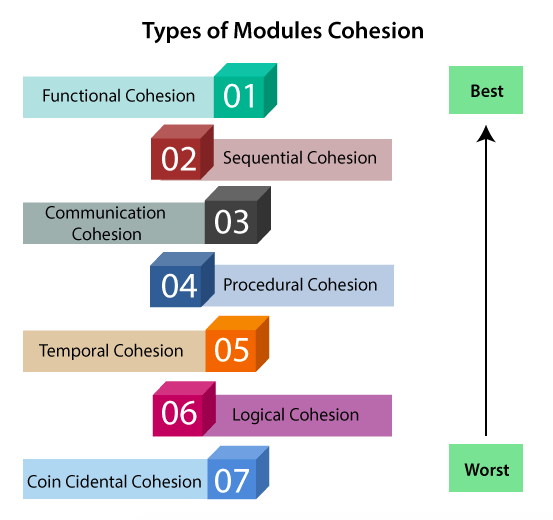 Types of Modules Cohesion
Functional Cohesion 01
Best
02 Sequential Cohesion
Communication
Cohesion 03
04 Procedural Cohesion
Temporal Cohesion 05
06 Logical Cohesion
Worst
Coin Cidental Cohesion 07